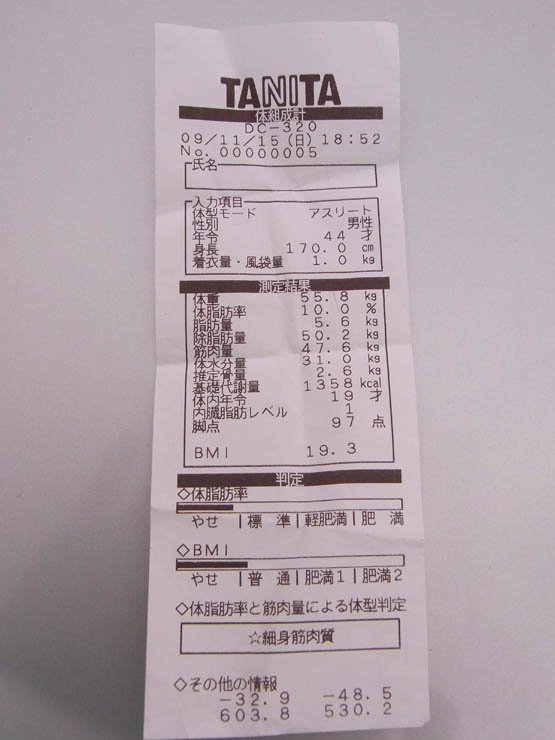 TANITA
体組成計
DC-320
09/11/15(日)18:52
No.00000005
氏名
入力項目
体型モード アスリート
性別 男性
年令 44 才
身長 170.0 cm
着衣量・風袋量 1.0 kg
測定結果
体重 55.8 kg
体脂肪率 10.0 %
脂肪量 5.6 kg
除脂肪量 50.2 kg
筋肉量 47.6 kg
体水分量 31.0 kg
推定骨量 2.6 kg
基礎代謝量 1358 kcal
体内年令 19 才
内臓脂肪レベル 1
脚点 97 点
BMI 19.3
判定
◇体脂肪率
やせ |標 準|軽肥満|肥 満
◇BMI
やせ |普 通|肥満1|肥満2
◇体脂肪率と筋肉量による体型判定
☆細身筋肉質
◇その他の情報
-32.9 -48.5
603.8 530.2